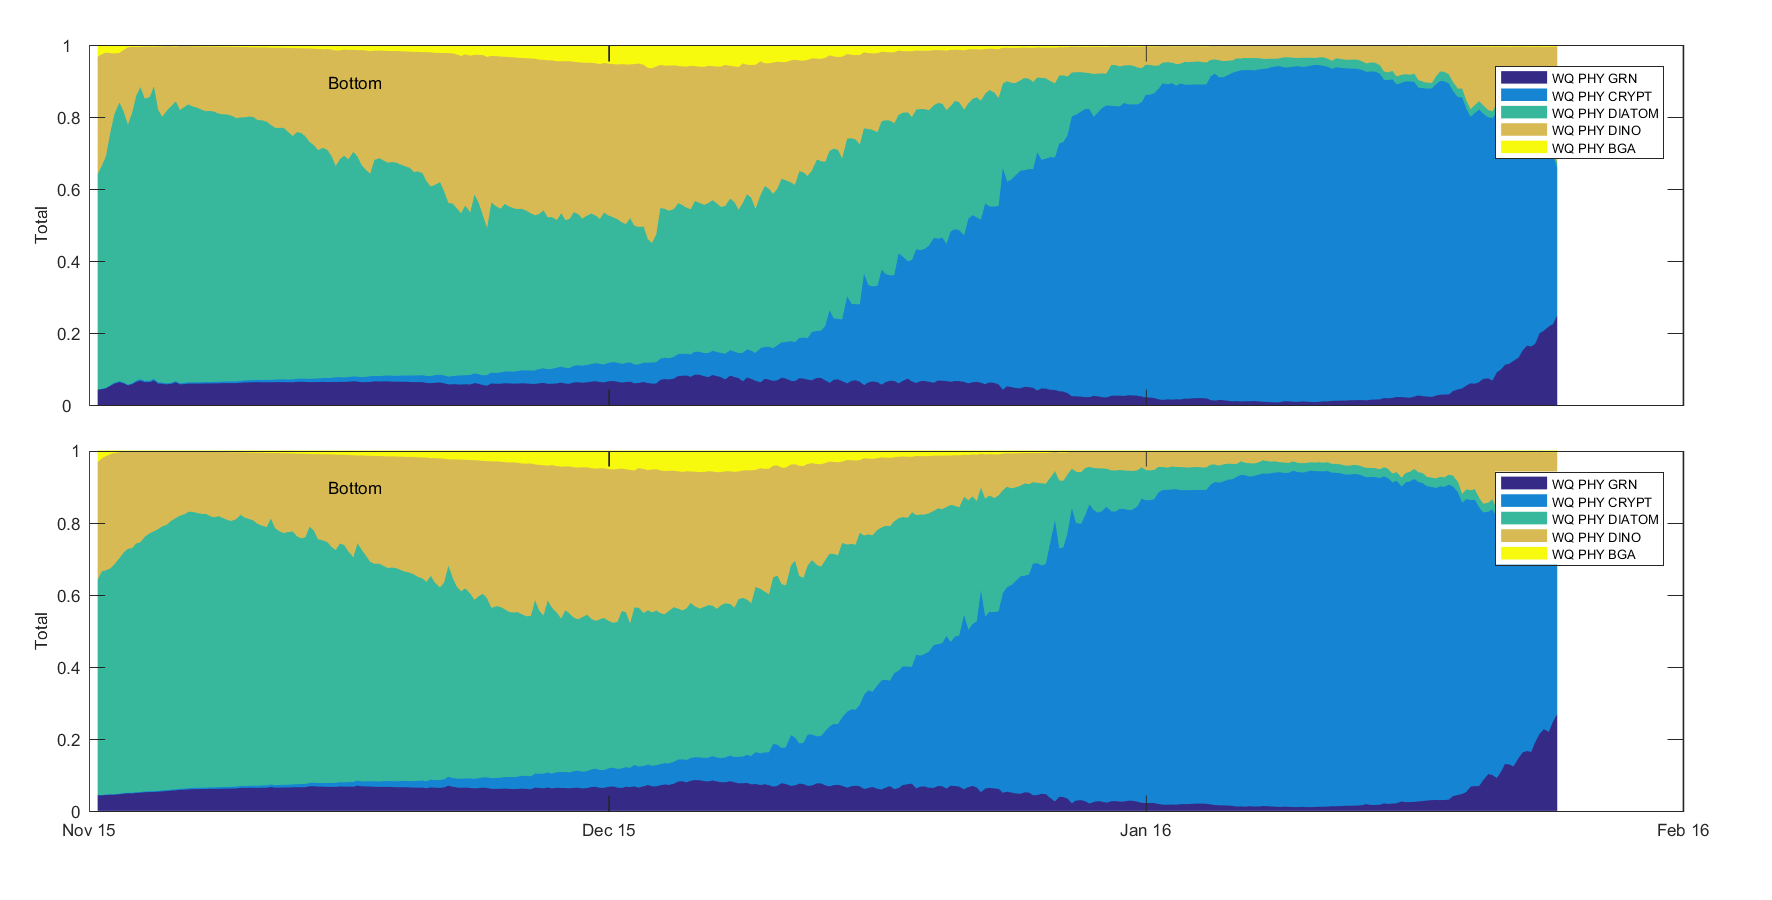 1
0.8
0.6
0.4
0.2
0
Total
Bottom
WQ PHY GRN
WQ PHY CRYPT
WQ PHY DIATOM
WQ PHY DINO
WQ PHY BGA
1
0.8
0.6
0.4
0.2
0
Total
Bottom
WQ PHY GRN
WQ PHY CRYPT
WQ PHY DIATOM
WQ PHY DINO
WQ PHY BGA
Nov 15 Dec 15 Jan 16 Feb 16